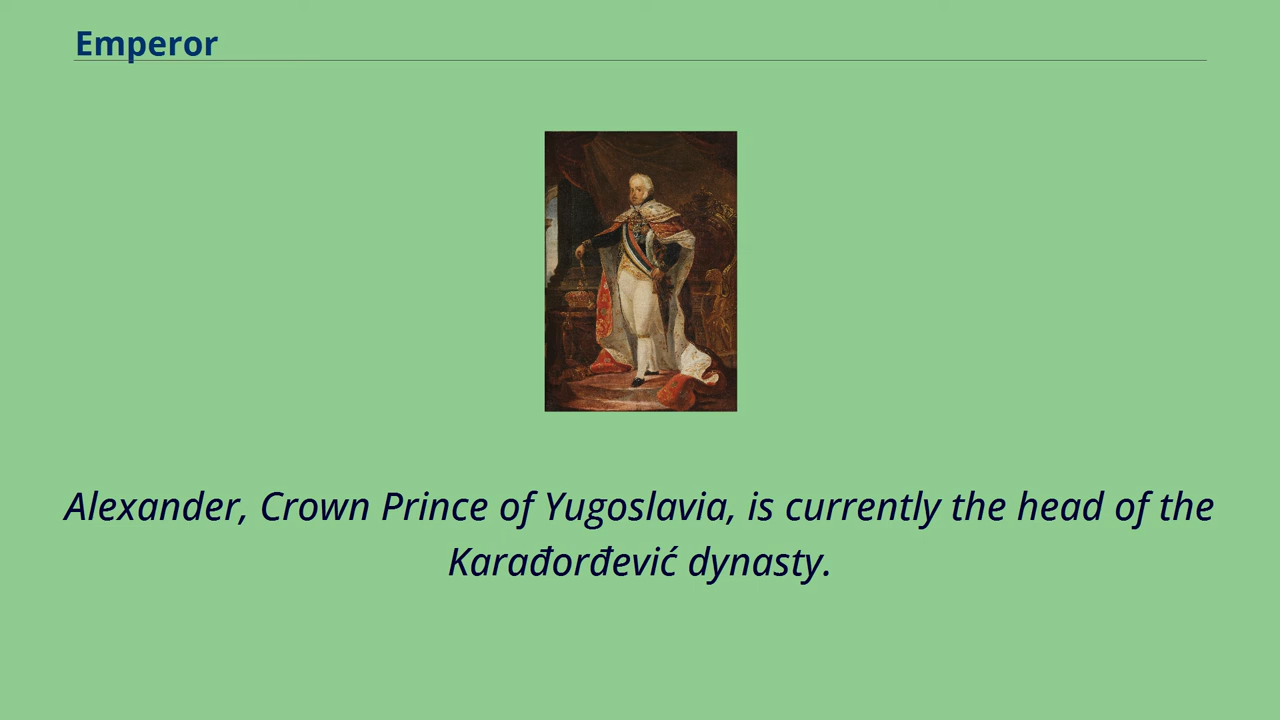 Emperor
Alexander, Crown Prince of Yugoslavia, is currently the head of the
Karađorđević dynasty.